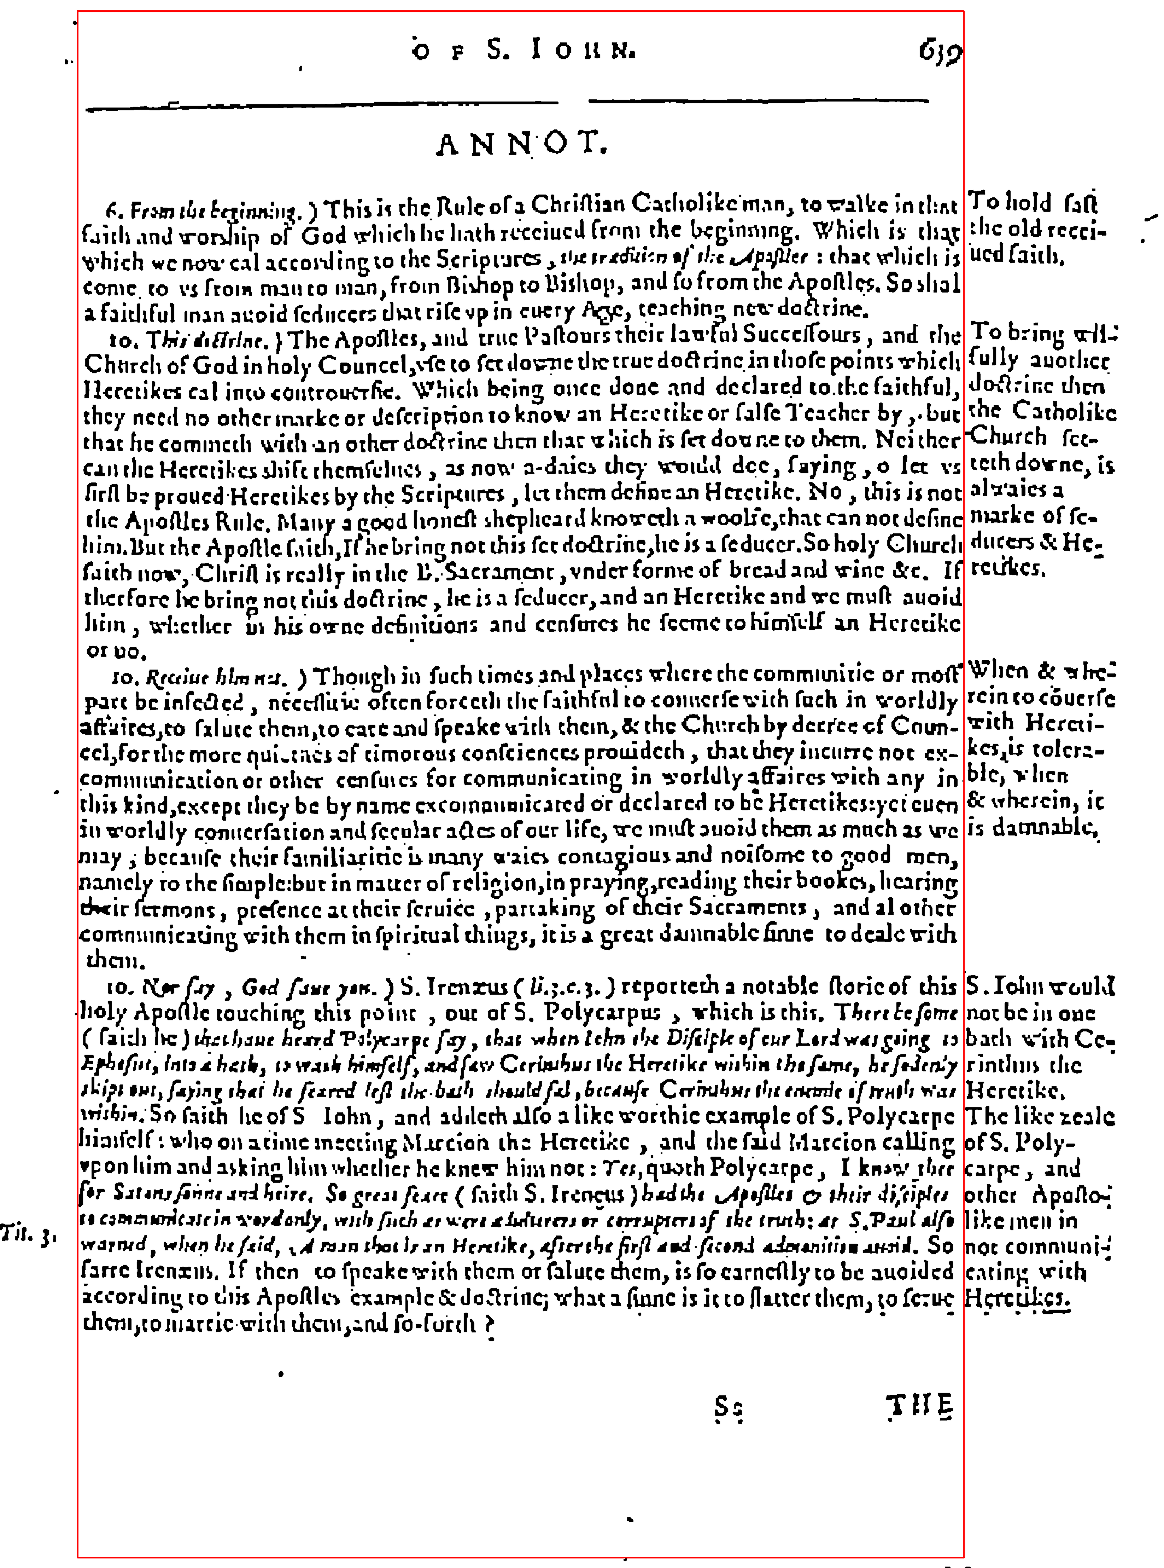 OF S. IOHN. 639
ANNOT.
6. From the beginning. ) This is the Rule of a Chriſtian Catholike man, to walke in that
faith and worship of God which he hath receiued from the beginning. Which is that
which we now cal according to the Scriptures, the tradition of the Apoſtles : that which is
come to vs from man to man, from Bishop to Bishop, and ſo from the Apoſtles. So shal
a faithful man auoid ſeducers that riſe vp in euery Age, teaching new doctrine.
10. This doctrine. ) The Apoſtles, and true Paſtours their lawful Succeſſours, and the
Church of God in holy Councel, vſe to ſet downe the true doctrine in thoſe points which
Heretikes cal into controuerſie. Which being once done and declared to the faithful,
they need no other marke or deſcription to know an Heretike or falſe Teacher by, but
that he commeth with an other doctrine then that which is ſet downe to them. Neither
can the Heretikes shift themſelues, as now a-daies they would doe, ſaying, o let vs
firſt be proued Heretikes by the Scriptures, let them define an Heretike. No, this is not
the Apoſtles Rule. Many a good honeſt shepheard knoweth a woolfe, that can not define
him. But the Apoſtle ſaith, If he bring not this ſet doctrine, he is a ſeducer. So holy Church
ſaith now, Chriſt is really in the B. Sacrament, vnder forme of bread and wine &c. If
therfore he bring not this doctrine, he is a ſeducer, and an Heretike and we muſt auoid
him, whether in his owne definitions and cenſures he ſeeme to himſelf an Heretike
or no.
10. Receiue him not. ) Though in ſuch times and places where the communitie or moſt
part be infected, neceſſitie often forceth the faithful to conuerſe with ſuch in worldly
affaires, to ſalute them, to eate and ſpeake with them, & the Church by decree of Coun-
cel, for the more quietnes of timorous conſciences prouideth, that they incurre not ex-
communication or other cenſures for communicating in worldly affaires with any in
this kind, except they be by name excommunicated or declared to be Heretikes: yet euen
in worldly conuerſation and ſecular actes of our life, we muſt auoid them as much as we
may; becauſe their familiaritie is many waies contagious and noiſome to good men,
namely to the ſimple: but in matter of religion, in praying, reading their bookes, hearing
their ſermons, preſence at their ſeruice, partaking of their Sacraments, and al other
communicating with them in ſpiritual things, it is a great damnable ſinne to deale with
them.
10. Nor ſay, God ſaue you. ) S. Irenæus ( li. 3. c. 3. ) reporteth a notable ſtorie of this
holy Apoſtle touching this point, out of S. Polycarpus, which is this. There be ſome
( ſaith he ) that haue heard Polycarpe ſay, that when Iohn the Diſciple of our Lord was going to
Epheſus, into a bath, to wash himſelf, and ſaw Cerinthus the Heretike within the ſame, he ſodenly
skipt out, ſaying that he feared leſt the bath should fal, becauſe Cerinthus the enemie of truth was
within. So ſaith he of S Iohn, and addeth alſo a like worthie example of S. Polycarpe
himſelf: who on a time meeting Marcion the Heretike, and the ſaid Marcion calling
vpon him and asking him whether he knew him not: Yes, quoth Polycarpe, I know thee
for Satans ſonne and heire. So great feare ( ſaith S. Ireneus ) had the Apoſtles & their diſciples
to communicate in word only, with ſuch as were adulterers or corrupters of the truth: as S. Paul alſo
warned, when he ſaid, A man that is an Heretike, after the firſt and ſecond admonition auoid. So
farre Irenæus. If then to ſpeake with them or ſalute them, is ſo earneſtly to be auoided
according to this Apoſtles example & doctrine; what a ſinne is it to flatter them, to ſerue
them, to marrie with them, and ſo forth?
To hold faſt
the old recei-
ued faith.
To bring wil-
fully another
doctrine then
the Catholike
Church ſet-
teth downe, is
alwaies a
marke of ſe-
ducers & He-
retikes.
When & whe-
rein to cõuerſe
with Hereti-
kes, is tolera-
ble, when
& wherein, it
is damnable.
S. Iohn would
not be in one
bath with Ce-
rinthus the
Heretike.
The like zeale
of S. Poly-
carpe, and
other Apoſto-
like men in
not communi-
cating with
Heretikes.
Tit. 3.
Ss THE